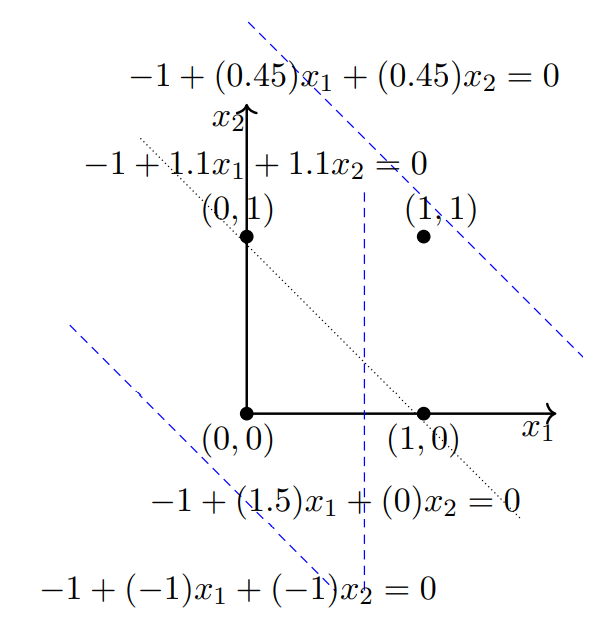 −1 + (0.45)x₁ + (0.45)x₂ = 0
x₂
−1 + 1.1x₁ + 1.1x₂ = 0
(0, 1) (1, 1)
(0, 0) (1, 0) x₁
−1 + (1.5)x₁ + (0)x₂ = 0
−1 + (−1)x₁ + (−1)x₂ = 0